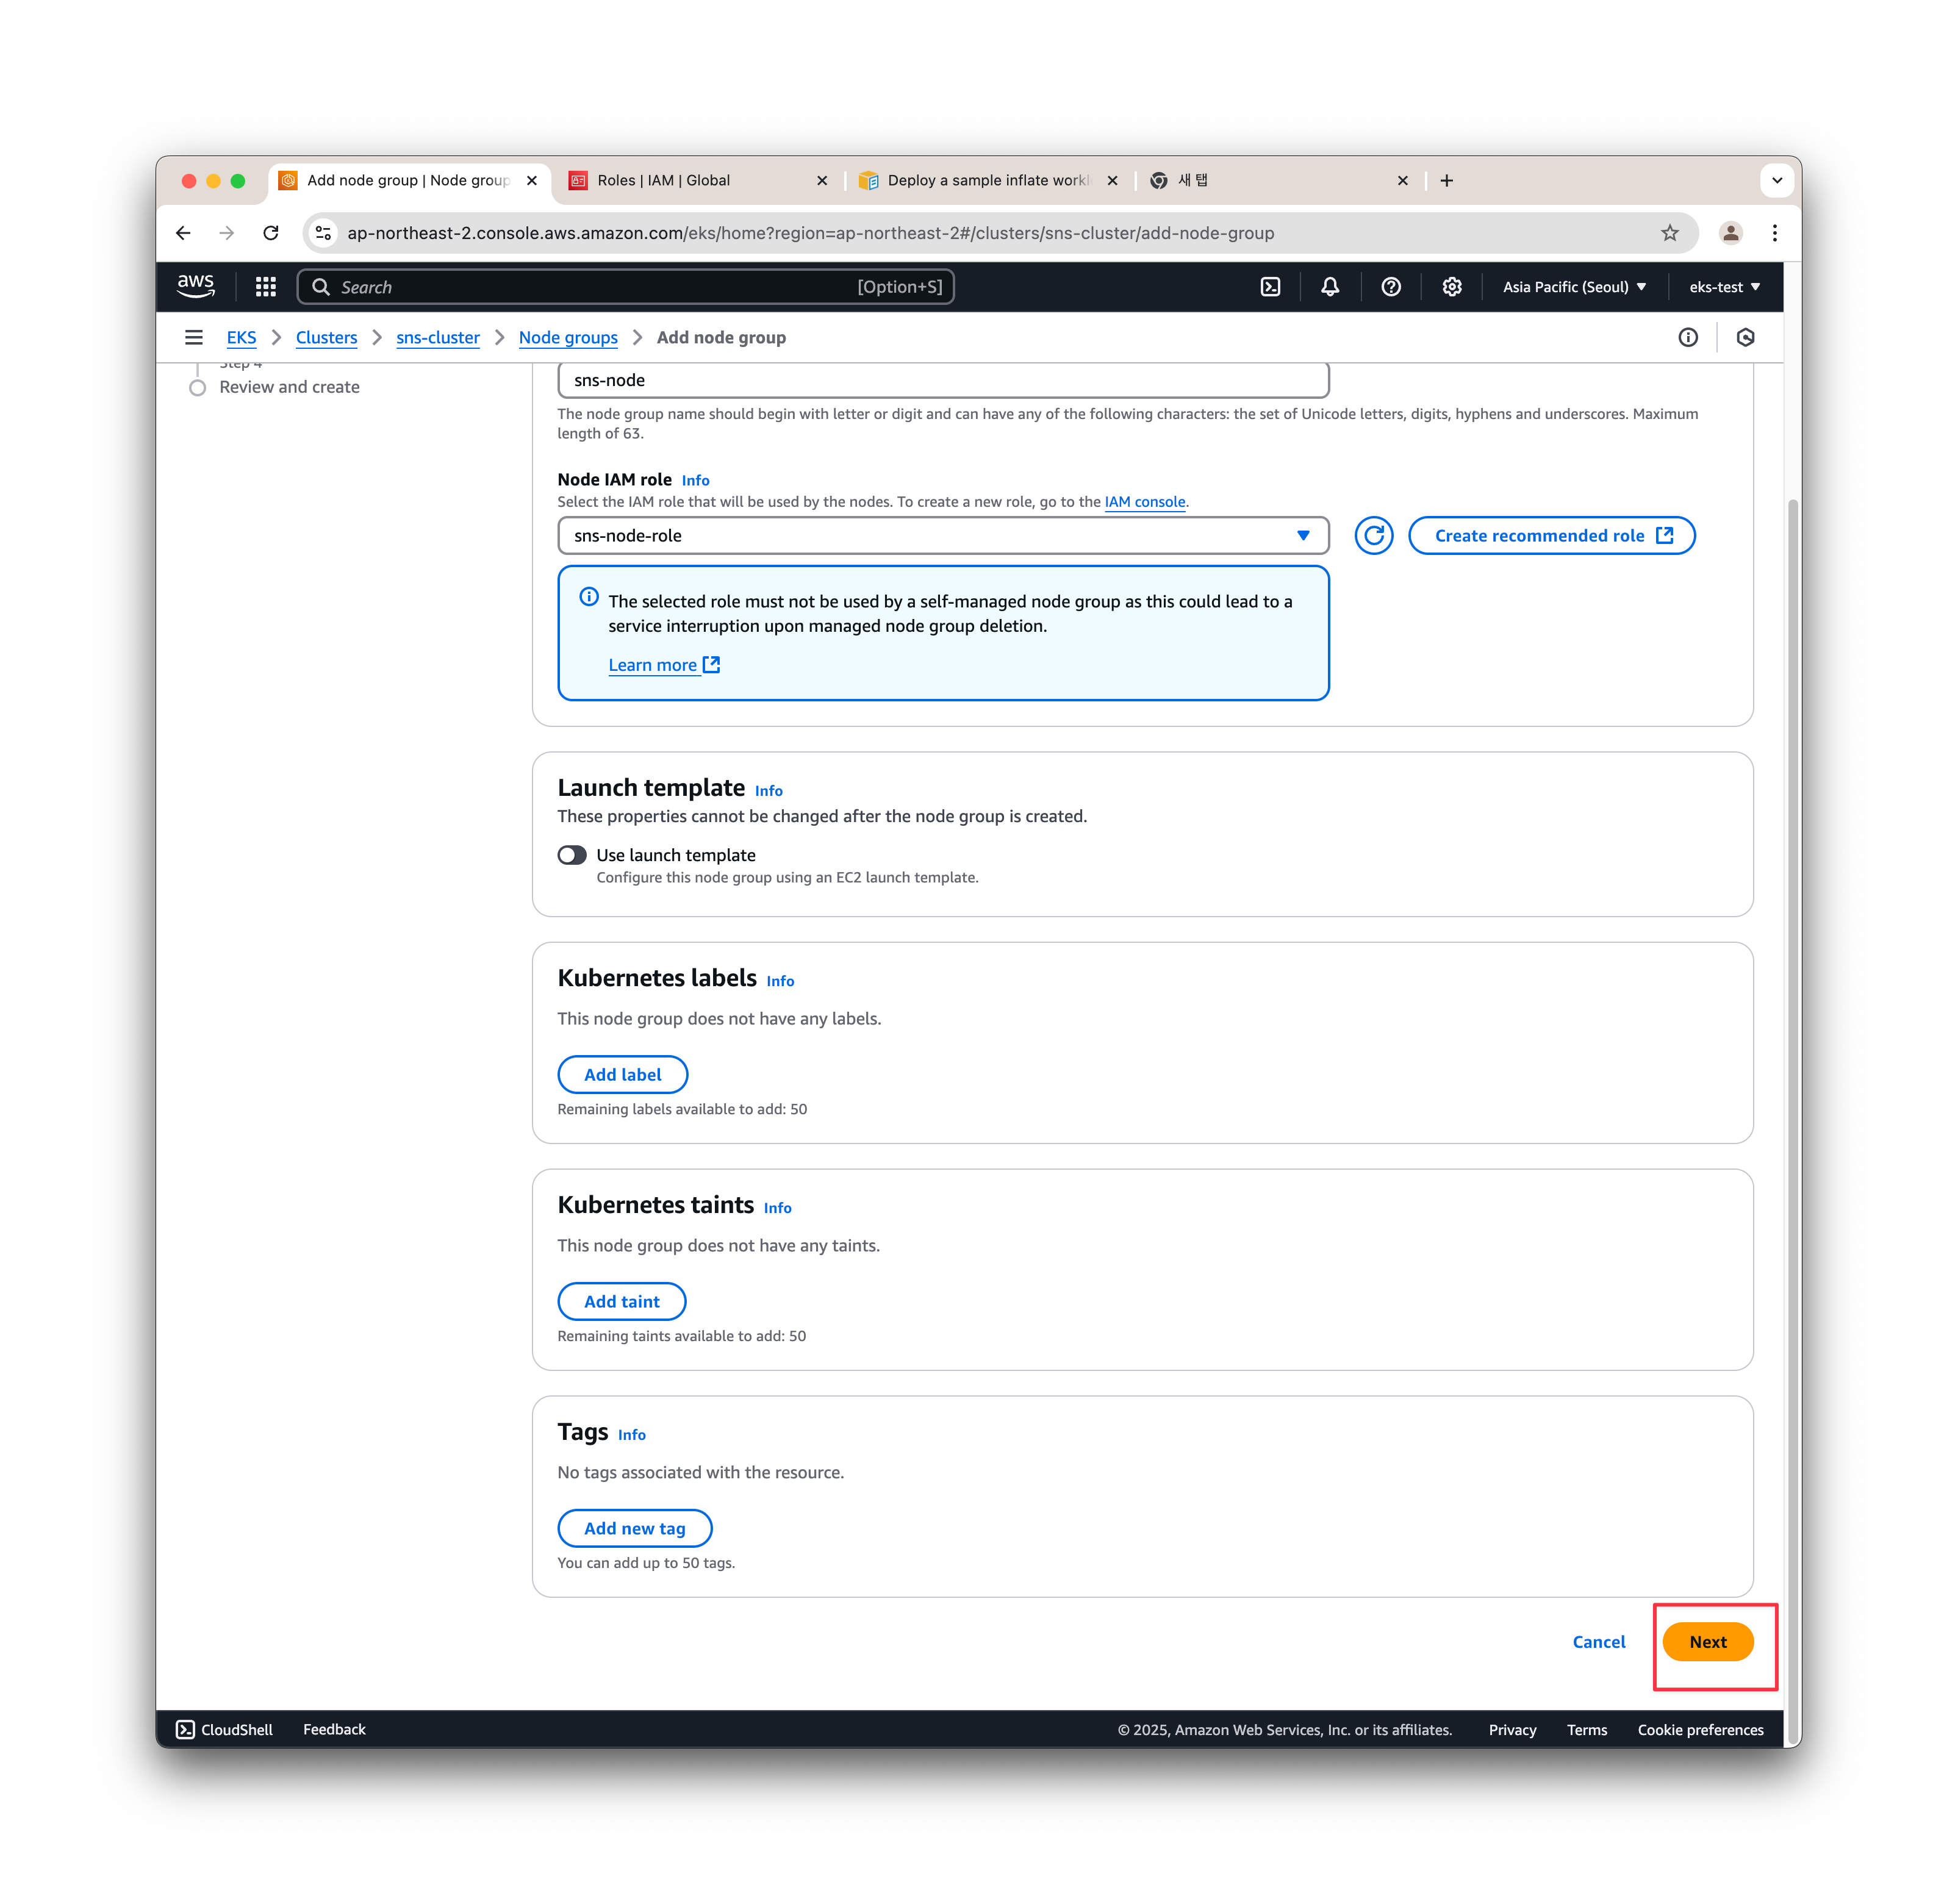 Add node group | Node group
Roles | IAM | Global
Deploy a sample inflate workl
새 탭
ap-northeast-2.console.aws.amazon.com/eks/home?region=ap-northeast-2#/clusters/sns-cluster/add-node-group
aws
Search
[Option+S]
Asia Pacific (Seoul)
eks-test
EKS
Clusters
sns-cluster
Node groups
Add node group
Step 4
Review and create
sns-node
The node group name should begin with letter or digit and can have any of the following characters: the set of Unicode letters, digits, hyphens and underscores. Maximum
length of 63.
Node IAM role Info
Select the IAM role that will be used by the nodes. To create a new role, go to the IAM console.
sns-node-role
Create recommended role
The selected role must not be used by a self-managed node group as this could lead to a
service interruption upon managed node group deletion.
Learn more
Launch template Info
These properties cannot be changed after the node group is created.
Use launch template
Configure this node group using an EC2 launch template.
Kubernetes labels Info
This node group does not have any labels.
Add label
Remaining labels available to add: 50
Kubernetes taints Info
This node group does not have any taints.
Add taint
Remaining taints available to add: 50
Tags Info
No tags associated with the resource.
Add new tag
You can add up to 50 tags.
Cancel
Next
CloudShell
Feedback
© 2025, Amazon Web Services, Inc. or its affiliates.
Privacy
Terms
Cookie preferences